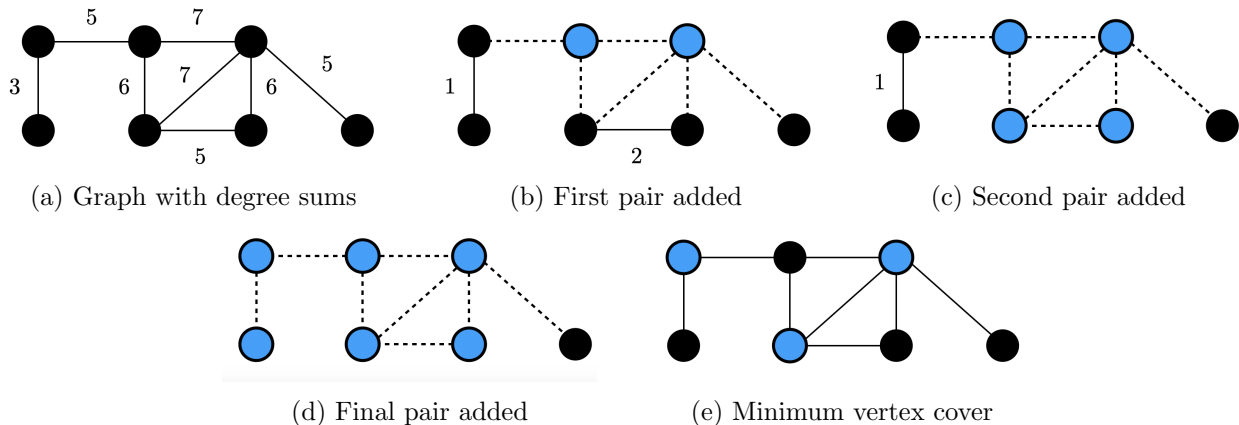 5 7
3 6 7 6 5
5
1
2
1
(a) Graph with degree sums
(b) First pair added
(c) Second pair added
(d) Final pair added
(e) Minimum vertex cover